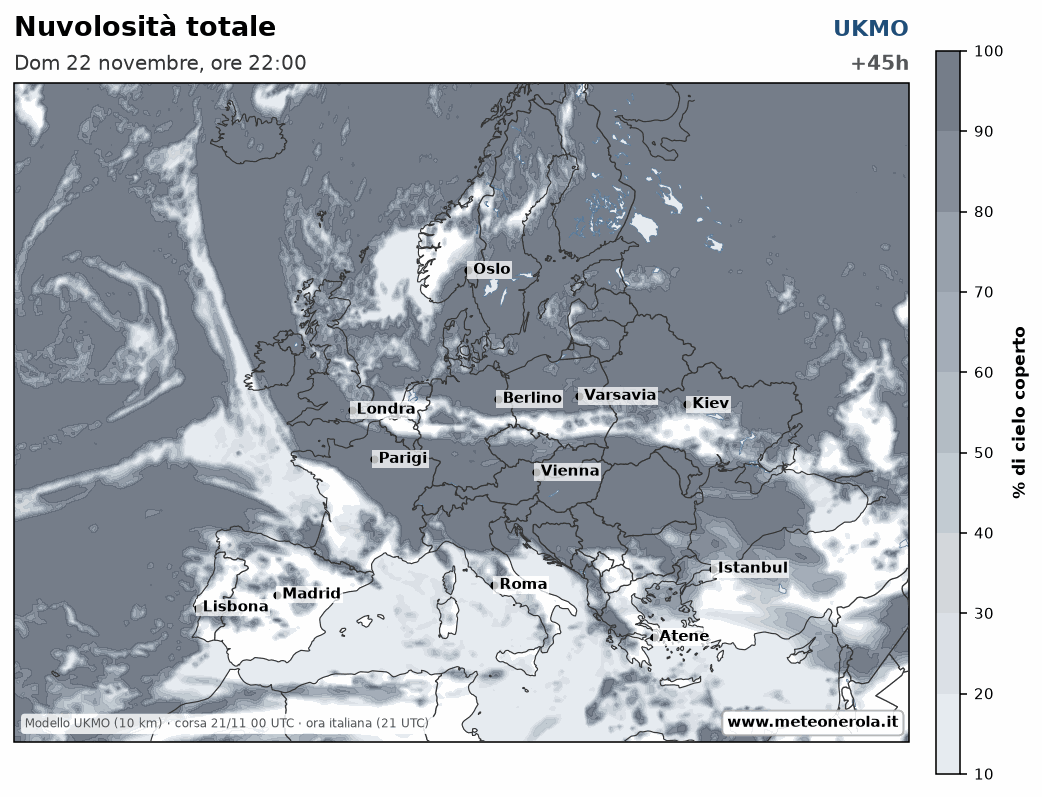 Nuvolosità totale
UKMO
Dom 22 novembre, ore 22:00
+45h
100
90
80
70
60
50
40
30
20
10
% di cielo coperto
Oslo
Londra
Berlino
Varsavia
Kiev
Parigi
Vienna
Istanbul
Roma
Madrid
Lisbona
Atene
Modello UKMO (10 km) · corsa 21/11 00 UTC · ora italiana (21 UTC)
www.meteonerola.it